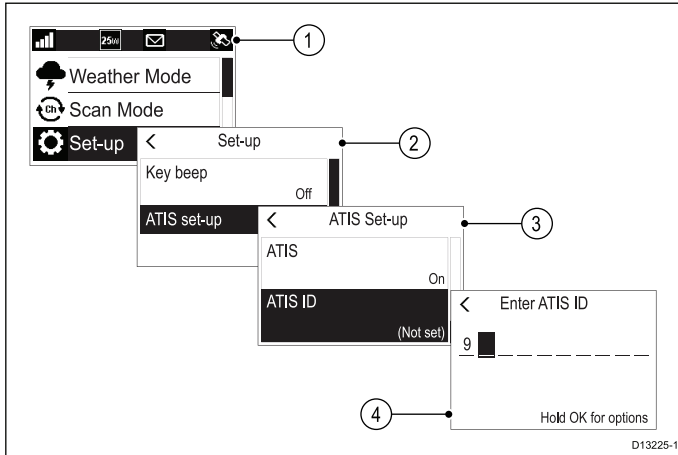 25W
1
Weather Mode
Ch
Scan Mode
Set-up
< Set-up
2
Key beep
Off
ATIS set-up
< ATIS Set-up
3
ATIS
On
ATIS ID
(Not set)
< Enter ATIS ID
9 _ _ _ _ _ _ _ _ _
4
Hold OK for options
D13225-1